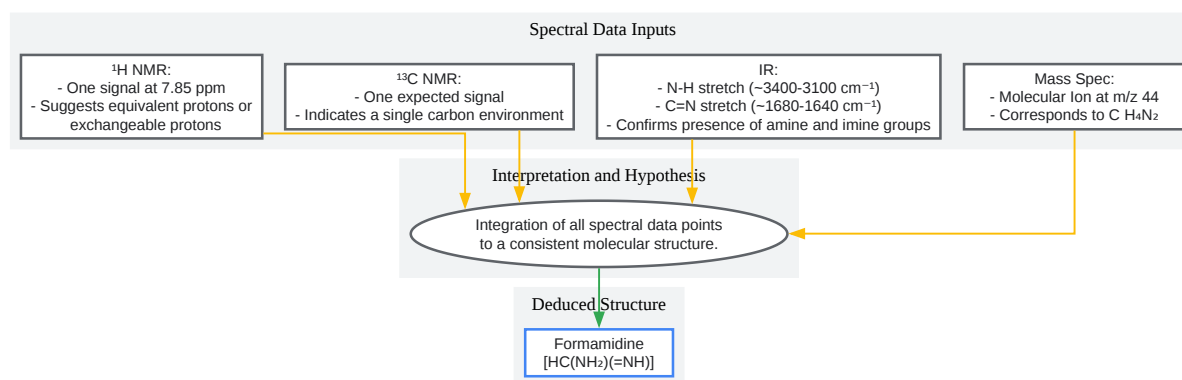 Spectral Data Inputs
¹H NMR:
- One signal at 7.85 ppm
- Suggests equivalent protons or
exchangeable protons
¹³C NMR:
- One expected signal
- Indicates a single carbon environment
IR:
- N-H stretch (~3400-3100 cm⁻¹)
- C=N stretch (~1680-1640 cm⁻¹)
- Confirms presence of amine and imine groups
Mass Spec:
- Molecular Ion at m/z 44
- Corresponds to C H₄N₂
Interpretation and Hypothesis
Integration of all spectral data points
to a consistent molecular structure.
Deduced Structure
Formamidine
[HC(NH₂)(=NH)]